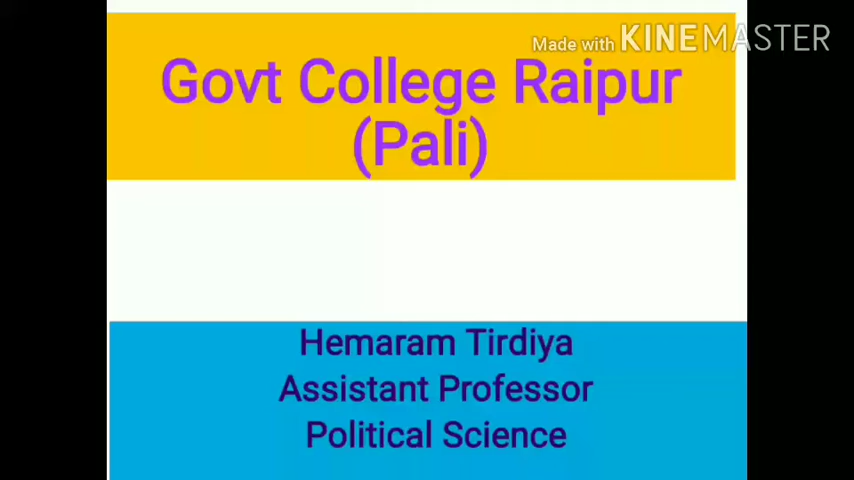 Made with KINEMASTER
Govt College Raipur
(Pali)
Hemaram Tirdiya
Assistant Professor
Political Science